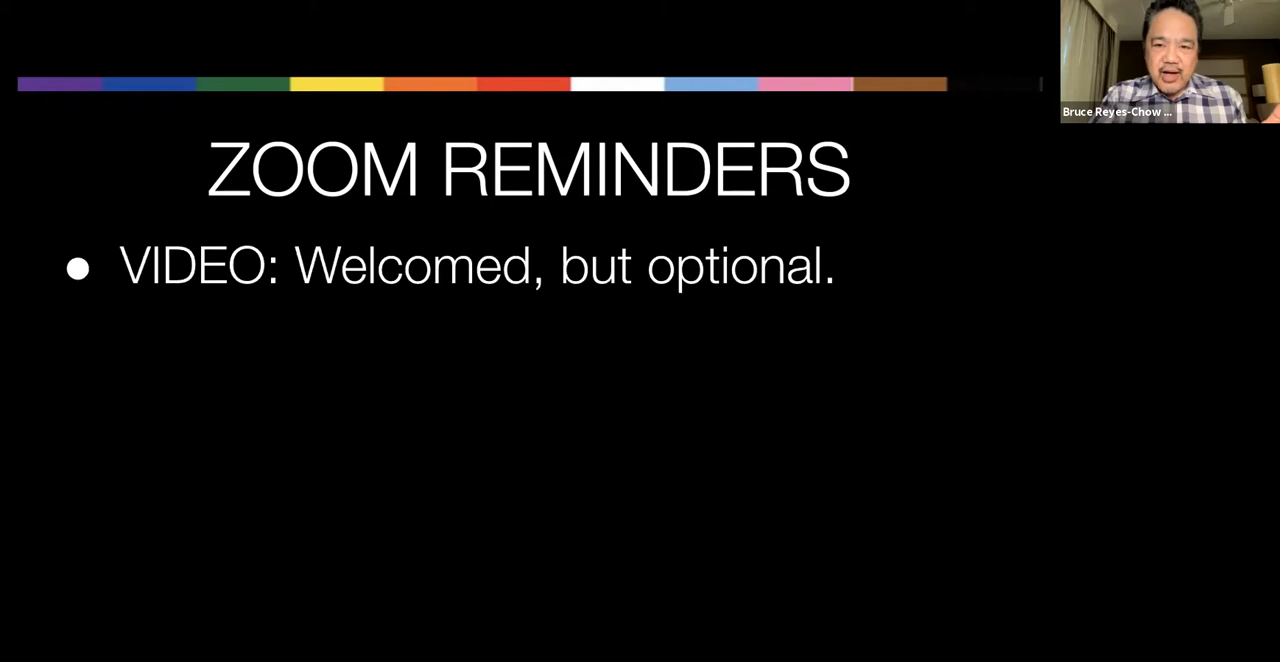 Bruce Reyes-Chow ...
ZOOM REMINDERS
● VIDEO: Welcomed, but optional.